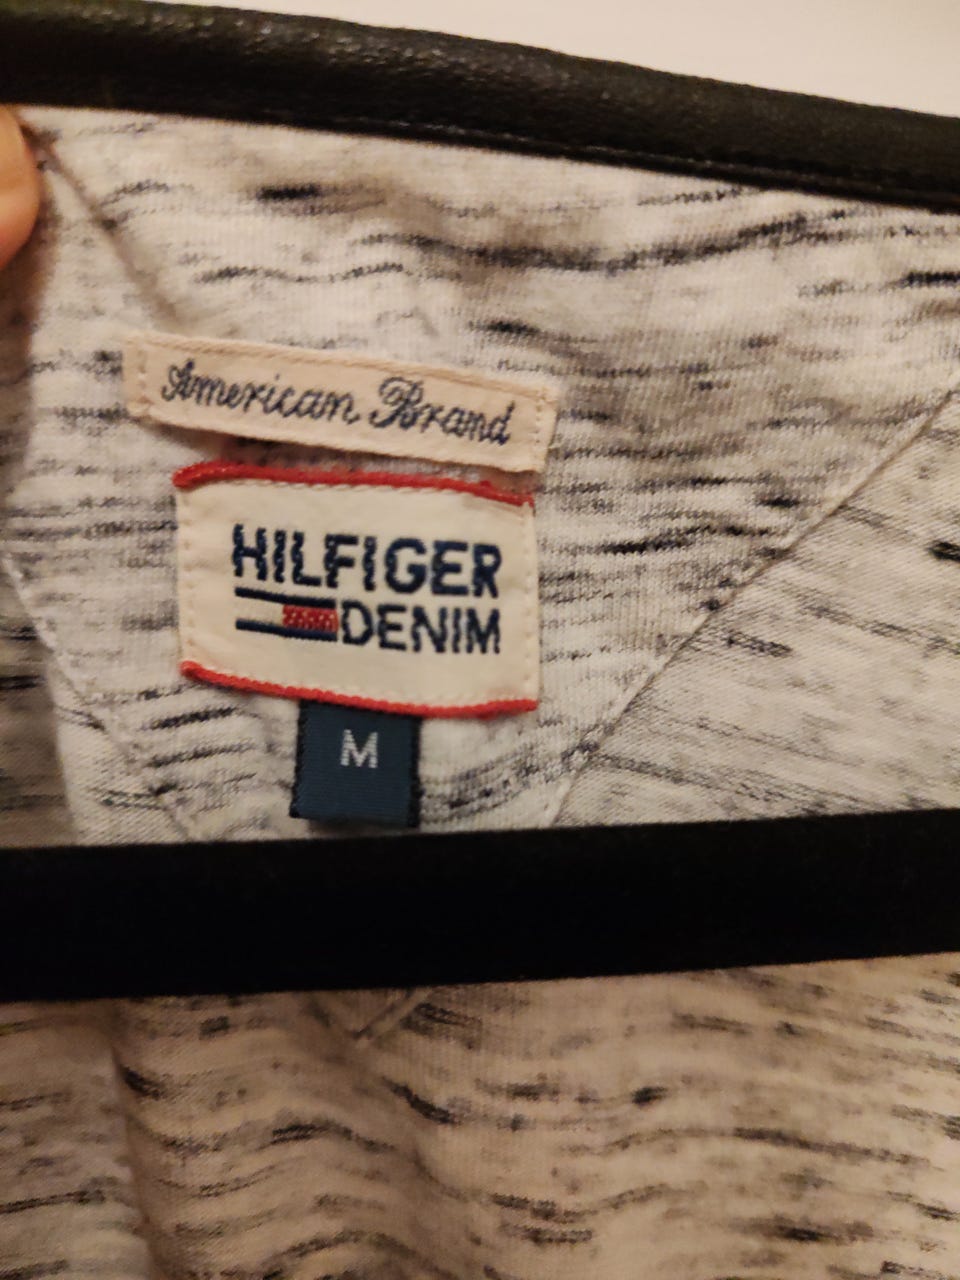 American Brand
HILFIGER
DENIM
M